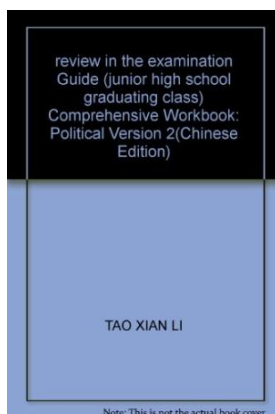 review in the examination
Guide (junior high school
graduating class)
Comprehensive Workbook:
Political Version 2(Chinese
Edition)
TAO XIAN LI
Note: This is not the actual book cover